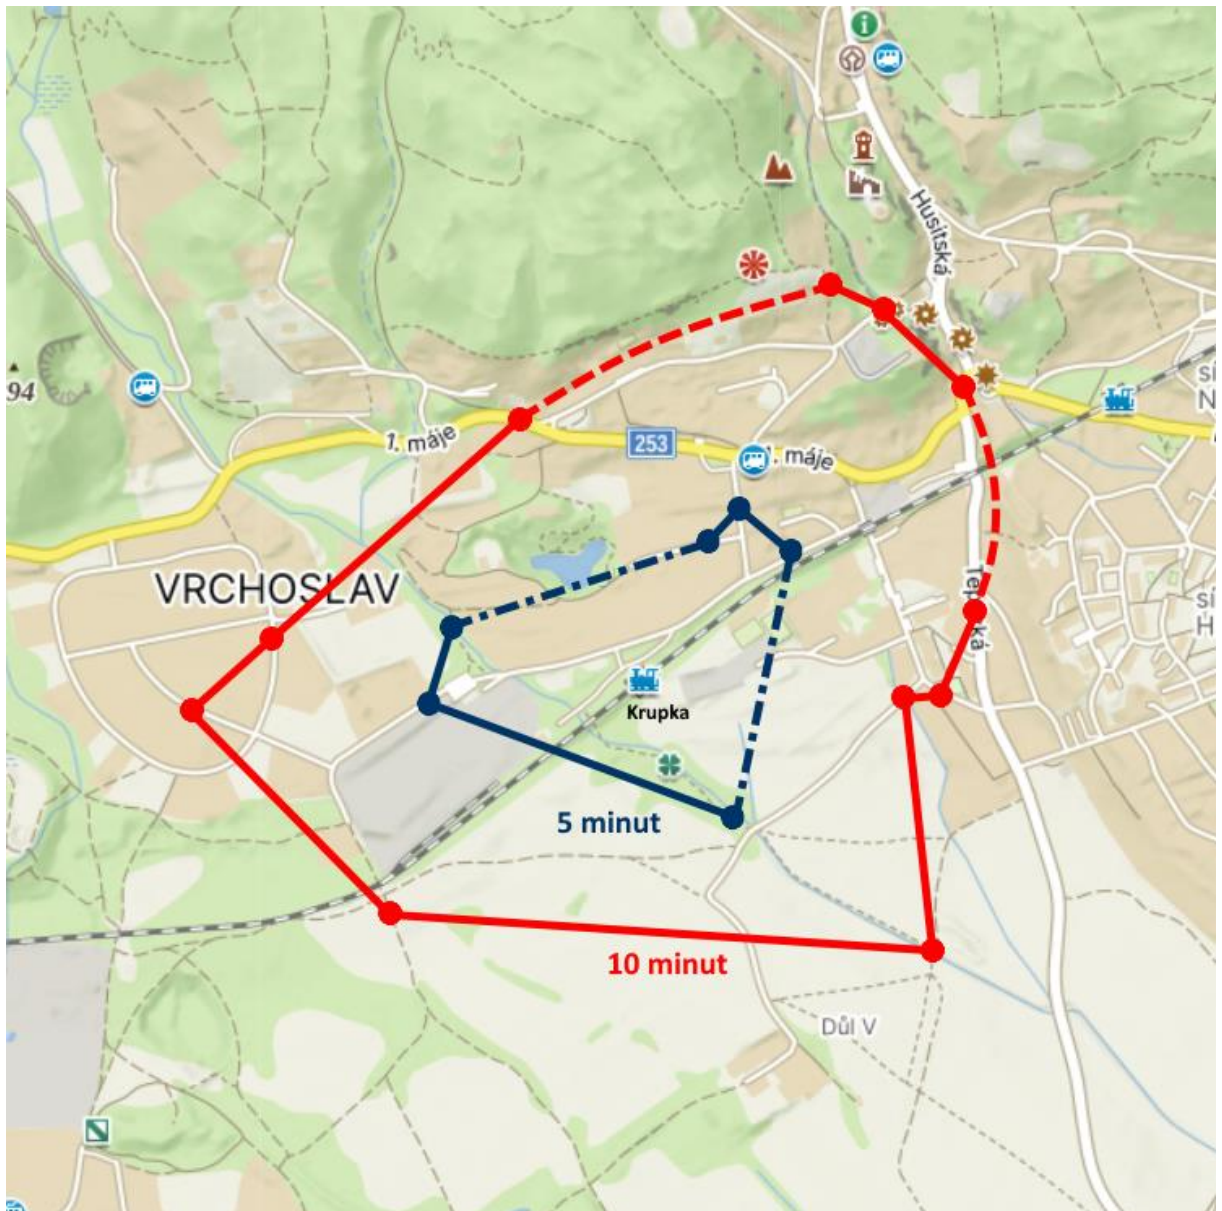 Husitská
94
1. máje
253
1. máje
VRCHOSLAV
Teplická
Krupka
5 minut
10 minut
Důl V